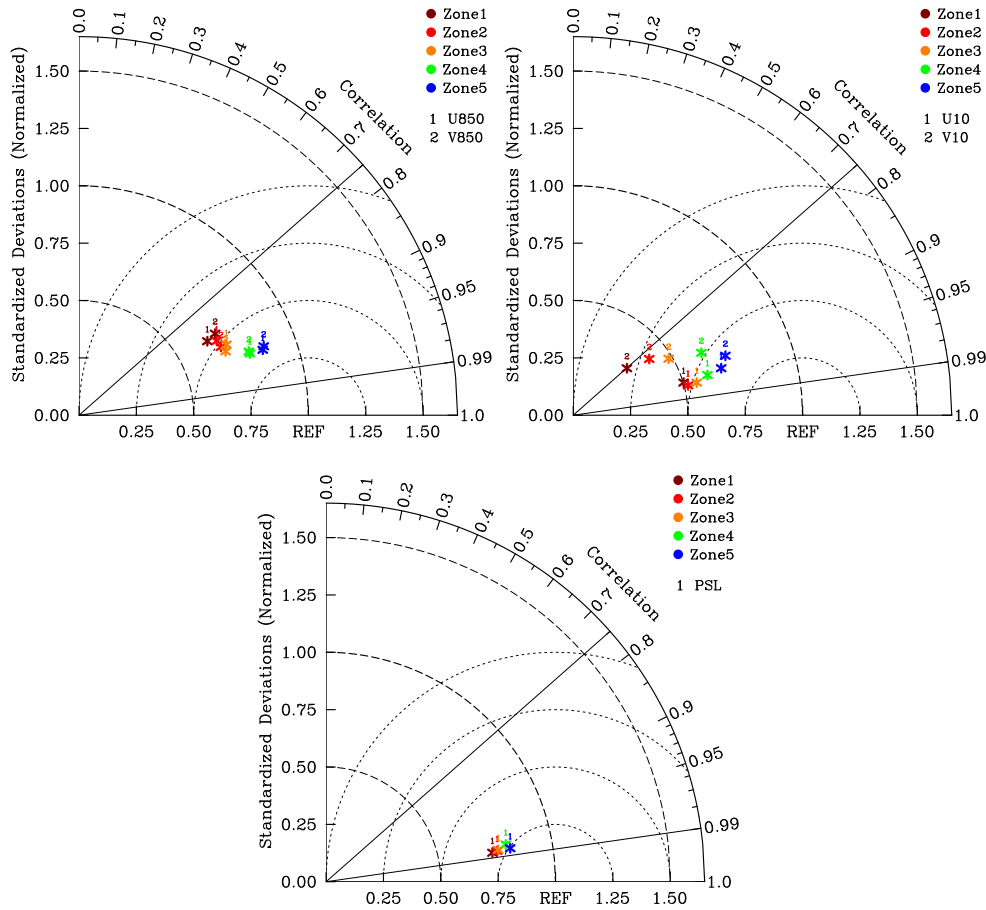 Zone1
Zone2
Zone3
Zone4
Zone5
1 U850
2 V850
Correlation
0.0
0.1
0.2
0.3
0.4
0.5
0.6
0.7
0.8
0.9
0.95
0.99
1.0
Standardized Deviations (Normalized)
1.50
1.25
1.00
0.75
0.50
0.25
0.00
0.25
0.50
0.75
REF
1.25
1.50
Zone1
Zone2
Zone3
Zone4
Zone5
1 U10
2 V10
Correlation
0.0
0.1
0.2
0.3
0.4
0.5
0.6
0.7
0.8
0.9
0.95
0.99
1.0
Standardized Deviations (Normalized)
1.50
1.25
1.00
0.75
0.50
0.25
0.00
0.25
0.50
0.75
REF
1.25
1.50
Zone1
Zone2
Zone3
Zone4
Zone5
1 PSL
Correlation
0.0
0.1
0.2
0.3
0.4
0.5
0.6
0.7
0.8
0.9
0.95
0.99
1.0
Standardized Deviations (Normalized)
1.50
1.25
1.00
0.75
0.50
0.25
0.00
0.25
0.50
0.75
REF
1.25
1.50